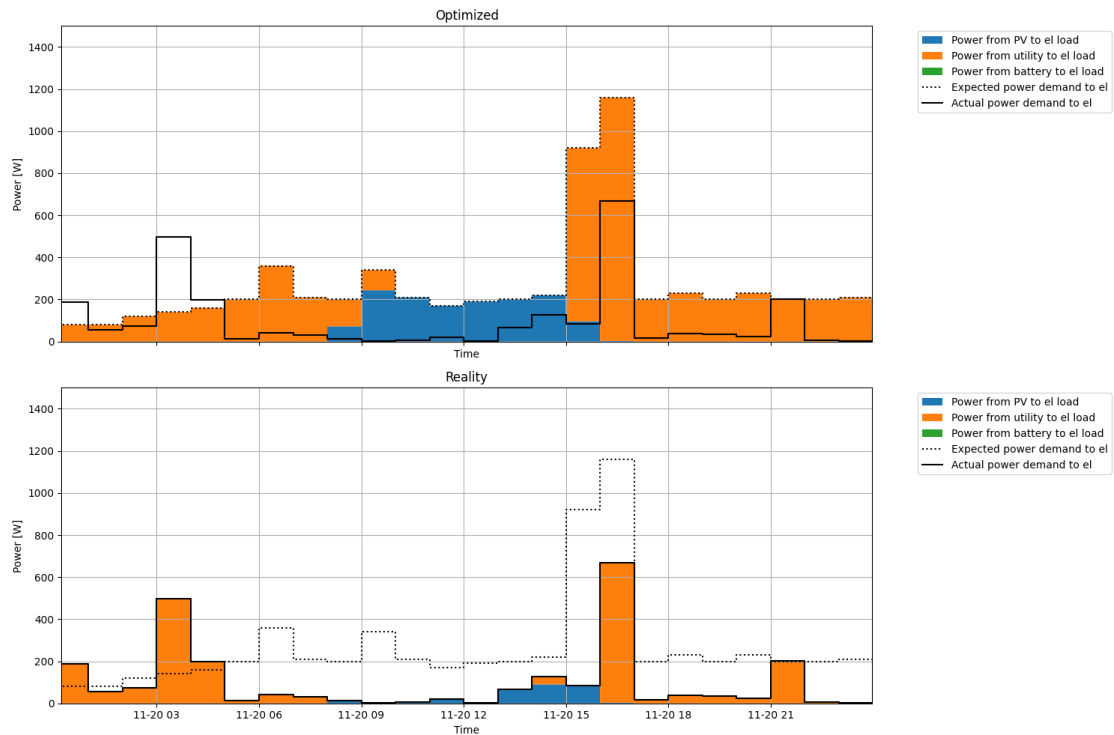 Optimized
1400
1200
1000
800
600
400
200
0
Power [W]
Time
Power from PV to el load
Power from utility to el load
Power from battery to el load
Expected power demand to el
Actual power demand to el
Reality
1400
1200
1000
800
600
400
200
0
Power [W]
11-20 03
11-20 06
11-20 09
11-20 12
11-20 15
11-20 18
11-20 21
Time
Power from PV to el load
Power from utility to el load
Power from battery to el load
Expected power demand to el
Actual power demand to el